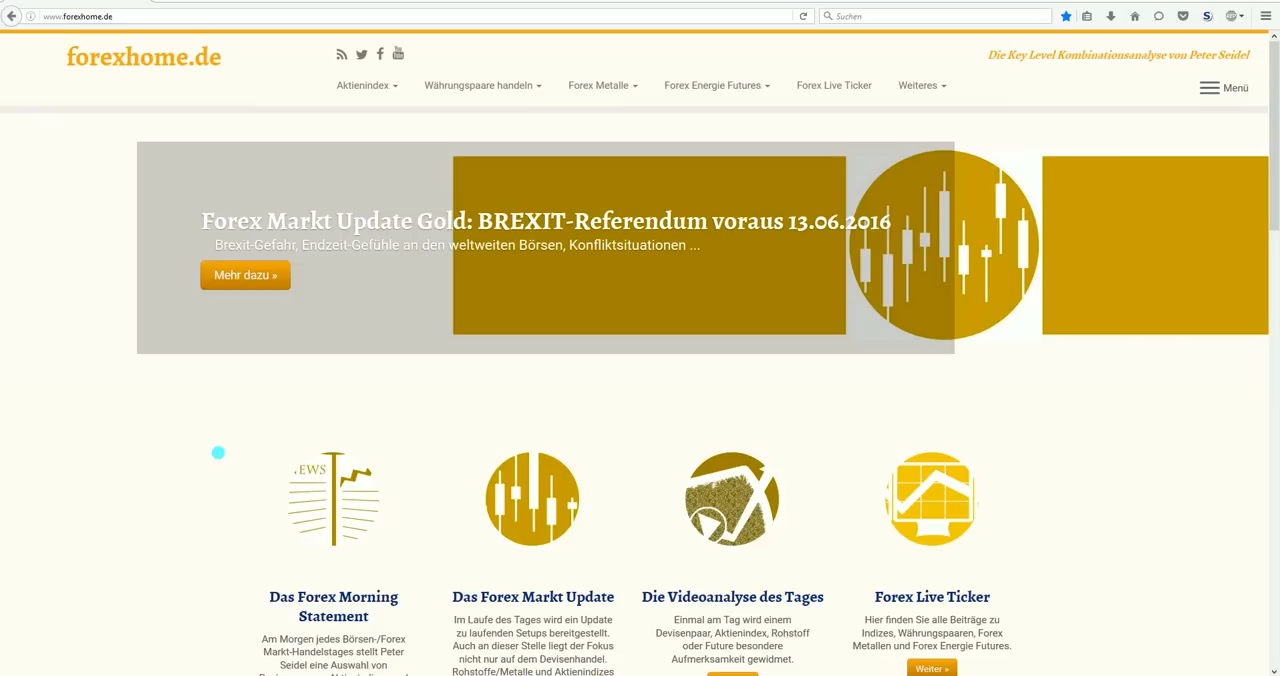 www.forexhome.de
Suchen
forexhome.de
Die Key Level Kombinationsanalyse von Peter Seidel
Aktienindex
Währungspaare handeln
Forex Metalle
Forex Energie Futures
Forex Live Ticker
Weiteres
Menü
Forex Markt Update Gold: BREXIT-Referendum voraus 13.06.2016
Brexit-Gefahr, Endzeit-Gefühle an den weltweiten Börsen, Konfliktsituationen ...
Mehr dazu »
EWS
Das Forex Morning
Statement
Am Morgen jedes Börsen-/Forex
Markt-Handelstages stellt Peter
Seidel eine Auswahl von
Das Forex Markt Update
Im Laufe des Tages wird ein Update
zu laufenden Setups bereitgestellt.
Auch an dieser Stelle liegt der Fokus
nicht nur auf dem Devisenhandel.
Rohstoffe/Metalle und Aktienindizes
Die Videoanalyse des Tages
Einmal am Tag wird einem
Devisenpaar, Aktienindex, Rohstoff
oder Future besondere
Aufmerksamkeit gewidmet.
Forex Live Ticker
Hier finden Sie alle Beiträge zu
Indizes, Währungspaaren, Forex
Metallen und Forex Energie Futures.
Weiter »